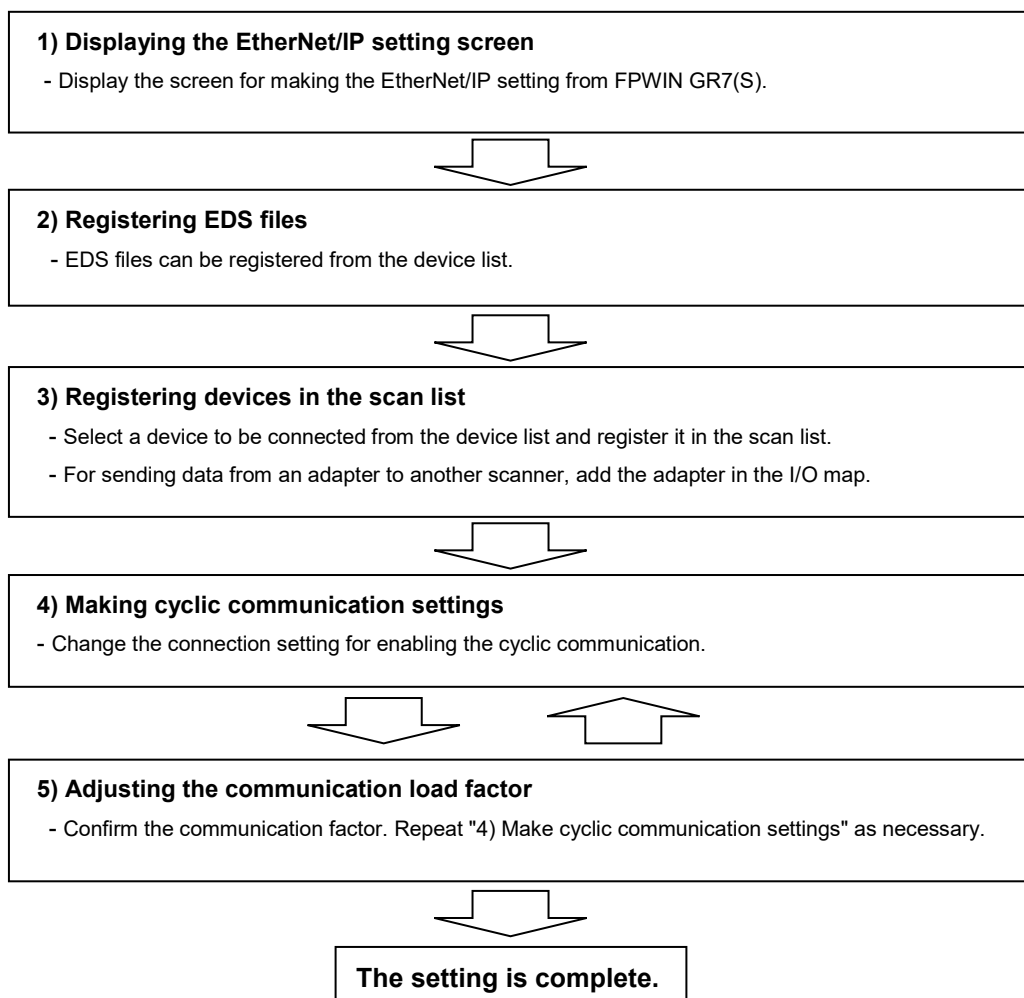 1) Displaying the EtherNet/IP setting screen
- Display the screen for making the EtherNet/IP setting from FPWIN GR7(S).
2) Registering EDS files
- EDS files can be registered from the device list.
3) Registering devices in the scan list
- Select a device to be connected from the device list and register it in the scan list.
- For sending data from an adapter to another scanner, add the adapter in the I/O map.
4) Making cyclic communication settings
- Change the connection setting for enabling the cyclic communication.
5) Adjusting the communication load factor
- Confirm the communication factor. Repeat "4) Make cyclic communication settings" as necessary.
The setting is complete.